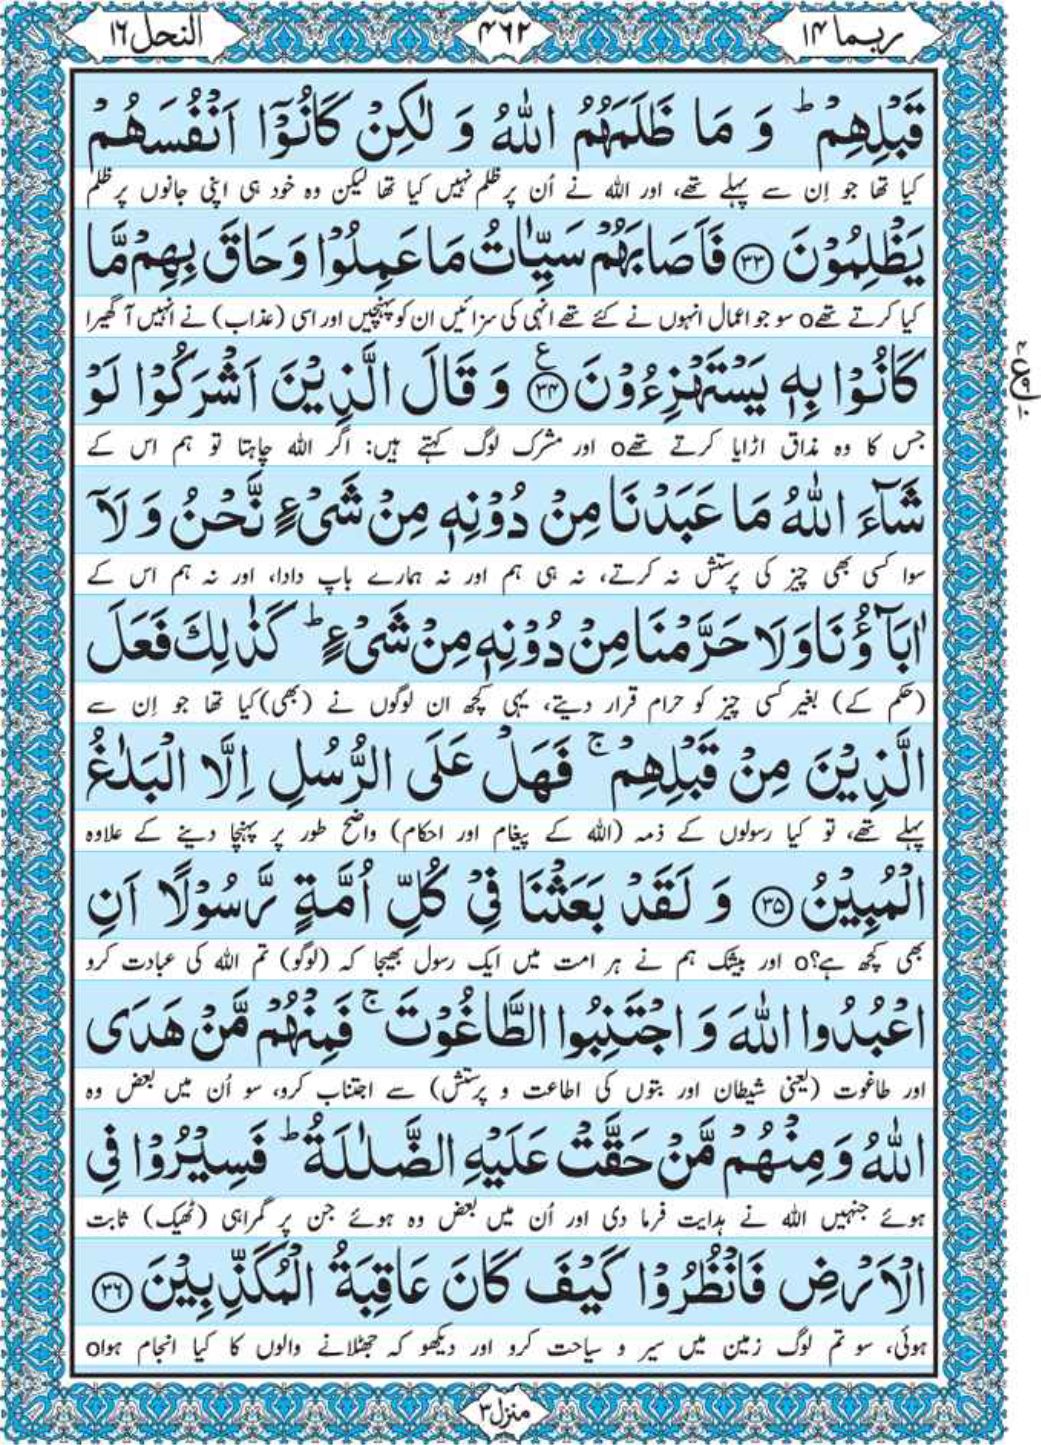 ربما ۱۴
۴۶۲
النحل ۱۶
قَبْلِهِمْ ؕ وَ مَا ظَلَمَهُمُ اللّٰهُ وَ لٰكِنْ كَانُوْۤا اَنْفُسَهُمْ
کیا تھا جو اِن سے پہلے تھے، اور اللہ نے اُن پر ظلم نہیں کیا تھا لیکن وہ خود ہی اپنی جانوں پر ظلم
يَظْلِمُوْنَ ﴿۳۳﴾ فَاَصَابَهُمْ سَيِّاٰتُ مَا عَمِلُوْا وَ حَاقَ بِهِمْ مَّا
کیا کرتے تھےo سو جو اعمال انہوں نے کئے تھے انہی کی سزائیں ان کو پہنچیں اور اسی (عذاب) نے انہیں آ گھیرا
كَانُوْا بِهٖ يَسْتَهْزِءُوْنَ ﴿۳۴﴾ ع وَ قَالَ الَّذِيْنَ اَشْرَكُوْا لَوْ
جس کا وہ مذاق اڑایا کرتے تھےo اور مشرک لوگ کہتے ہیں: اگر اللہ چاہتا تو ہم اس کے
شَآءَ اللّٰهُ مَا عَبَدْنَا مِنْ دُوْنِهٖ مِنْ شَيْءٍ نَّحْنُ وَ لَاۤ
سوا کسی بھی چیز کی پرستش نہ کرتے، نہ ہی ہم اور نہ ہمارے باپ دادا، اور نہ ہم اس کے
اٰبَآؤُنَا وَلَا حَرَّمْنَا مِنْ دُوْنِهٖ مِنْ شَيْءٍ ؕ كَذٰلِكَ فَعَلَ
(حکم کے) بغیر کسی چیز کو حرام قرار دیتے، یہی کچھ ان لوگوں نے (بھی) کیا تھا جو اِن سے
الَّذِيْنَ مِنْ قَبْلِهِمْ ۚ فَهَلْ عَلَى الرُّسُلِ اِلَّا الْبَلٰغُ
پہلے تھے، تو کیا رسولوں کے ذمہ (اللہ کے پیغام اور احکام) واضح طور پر پہنچا دینے کے علاوہ
الْمُبِيْنُ ﴿۳۵﴾ وَ لَقَدْ بَعَثْنَا فِيْ كُلِّ اُمَّةٍ رَّسُوْلًا اَنِ
بھی کچھ ہے؟o اور بیشک ہم نے ہر امت میں ایک رسول بھیجا کہ (لوگو) تم اللہ کی عبادت کرو
اعْبُدُوا اللّٰهَ وَ اجْتَنِبُوا الطَّاغُوْتَ ۚ فَمِنْهُمْ مَّنْ هَدَى
اور طاغوت (یعنی شیطان اور بتوں کی اطاعت و پرستش) سے اجتناب کرو، سو اُن میں بعض وہ
اللّٰهُ وَ مِنْهُمْ مَّنْ حَقَّتْ عَلَيْهِ الضَّلٰلَةُ ؕ فَسِيْرُوْا فِي
ہوئے جنہیں اللہ نے ہدایت فرما دی اور اُن میں بعض وہ ہوئے جن پر گمراہی (ٹھیک) ثابت
الْاَرْضِ فَانْظُرُوْا كَيْفَ كَانَ عَاقِبَةُ الْمُكَذِّبِيْنَ ﴿۳۶﴾
ہوئی، سو تم لوگ زمین میں سیر و سیاحت کرو اور دیکھو کہ جھٹلانے والوں کا کیا انجام ہواo
منزل ۳